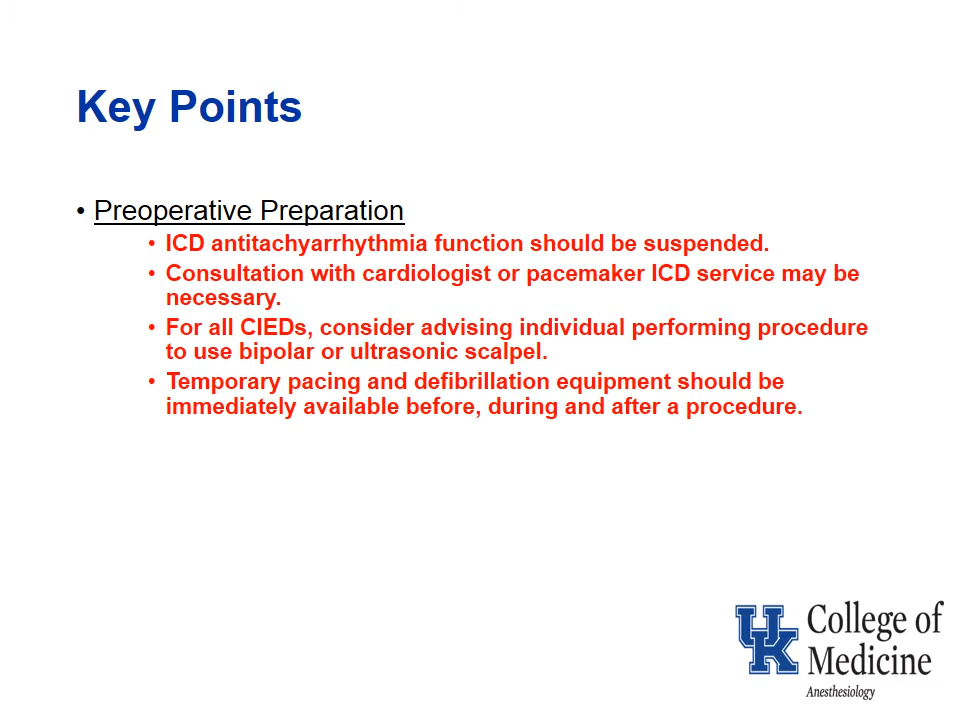 Key Points
• Preoperative Preparation
• ICD antitachyarrhythmia function should be suspended.
• Consultation with cardiologist or pacemaker ICD service may be
necessary.
• For all CIEDs, consider advising individual performing procedure
to use bipolar or ultrasonic scalpel.
• Temporary pacing and defibrillation equipment should be
immediately available before, during and after a procedure.
UK
College of
Medicine
Anesthesiology